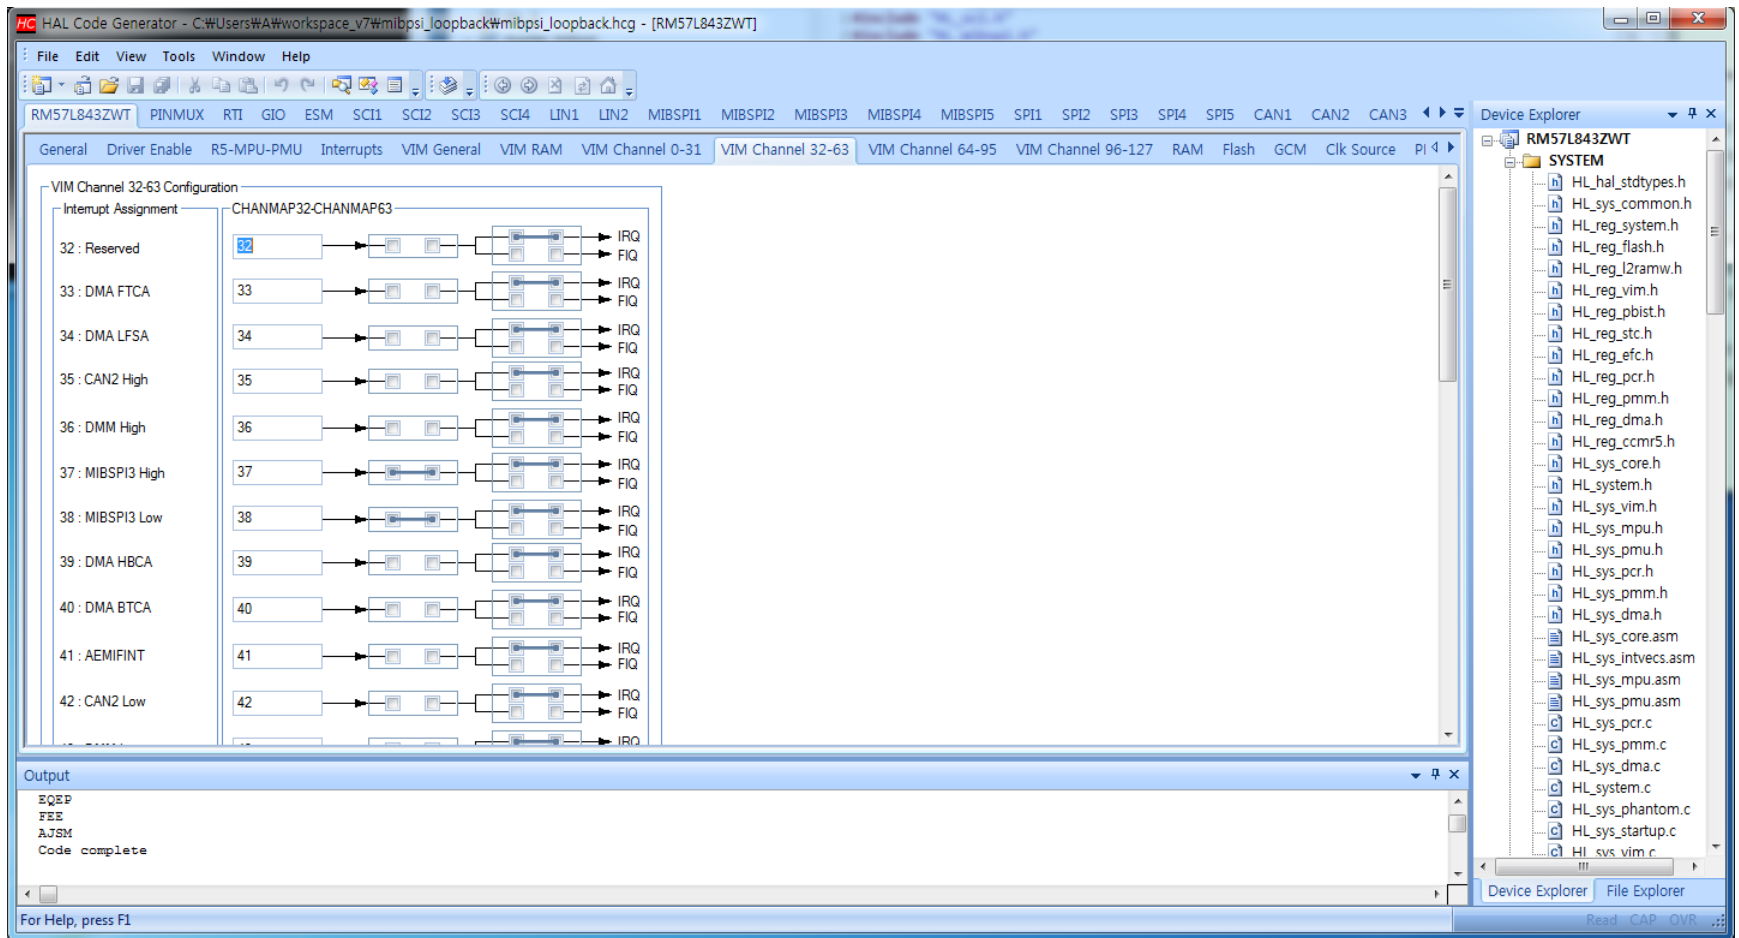 HC HAL Code Generator - C:₩Users₩A₩workspace_v7₩mibpsi_loopback₩mibpsi_loopback.hcg - [RM57L843ZWT]
File Edit View Tools Window Help
RM57L843ZWT PINMUX RTI GIO ESM SCI1 SCI2 SCI3 SCI4 LIN1 LIN2 MIBSPI1 MIBSPI2 MIBSPI3 MIBSPI4 MIBSPI5 SPI1 SPI2 SPI3 SPI4 SPI5 CAN1 CAN2 CAN3
General Driver Enable R5-MPU-PMU Interrupts VIM General VIM RAM VIM Channel 0-31 VIM Channel 32-63 VIM Channel 64-95 VIM Channel 96-127 RAM Flash GCM Clk Source Pl
VIM Channel 32-63 Configuration
Interrupt Assignment CHANMAP32-CHANMAP63
32 : Reserved 32 IRQ
FIQ
33 : DMA FTCA 33 IRQ
FIQ
34 : DMA LFSA 34 IRQ
FIQ
35 : CAN2 High 35 IRQ
FIQ
36 : DMM High 36 IRQ
FIQ
37 : MIBSPI3 High 37 IRQ
FIQ
38 : MIBSPI3 Low 38 IRQ
FIQ
39 : DMA HBCA 39 IRQ
FIQ
40 : DMA BTCA 40 IRQ
FIQ
41 : AEMIFINT 41 IRQ
FIQ
42 : CAN2 Low 42 IRQ
FIQ
IRQ
Output
EQEP
FEE
AJSM
Code complete
Device Explorer
RM57L843ZWT
SYSTEM
HL_hal_stdtypes.h
HL_sys_common.h
HL_reg_system.h
HL_reg_flash.h
HL_reg_l2ramw.h
HL_reg_vim.h
HL_reg_pbist.h
HL_reg_stc.h
HL_reg_efc.h
HL_reg_pcr.h
HL_reg_pmm.h
HL_reg_dma.h
HL_reg_ccmr5.h
HL_sys_core.h
HL_system.h
HL_sys_vim.h
HL_sys_mpu.h
HL_sys_pmu.h
HL_sys_pcr.h
HL_sys_pmm.h
HL_sys_dma.h
HL_sys_core.asm
HL_sys_intvecs.asm
HL_sys_mpu.asm
HL_sys_pmu.asm
HL_sys_pcr.c
HL_sys_pmm.c
HL_sys_dma.c
HL_system.c
HL_sys_phantom.c
HL_sys_startup.c
HL_sys_vim.c
Device Explorer File Explorer
For Help, press F1
Read CAP OVR